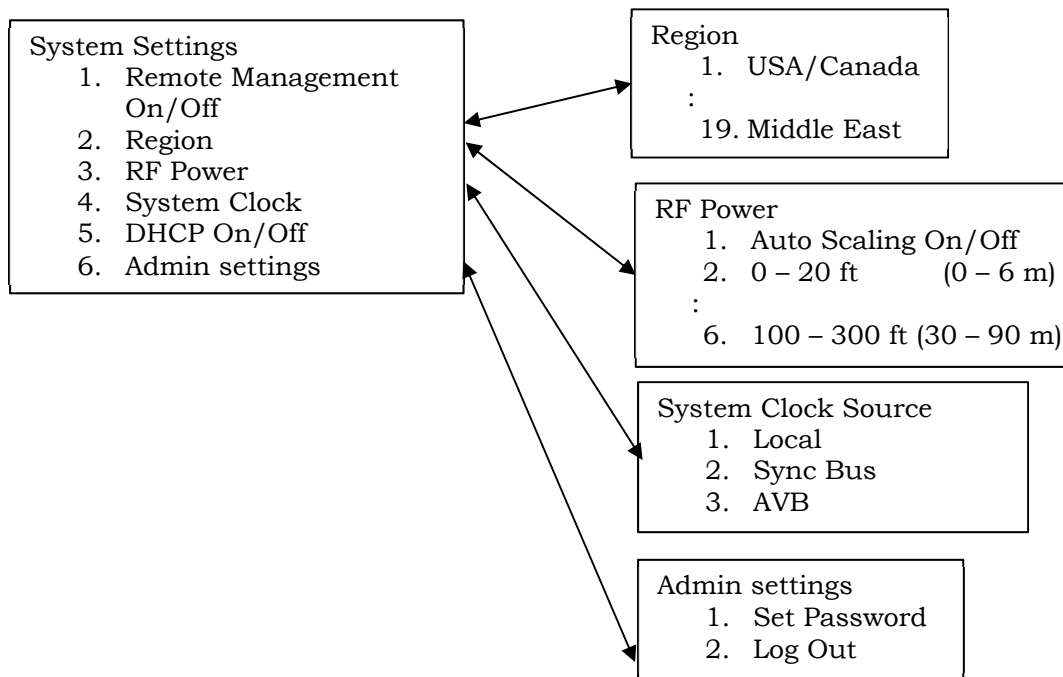 System Settings
1. Remote Management
On/Off
2. Region
3. RF Power
4. System Clock
5. DHCP On/Off
6. Admin settings
Region
1. USA/Canada
:
19. Middle East
RF Power
1. Auto Scaling On/Off
2. 0 – 20 ft (0 – 6 m)
:
6. 100 – 300 ft (30 – 90 m)
System Clock Source
1. Local
2. Sync Bus
3. AVB
Admin settings
1. Set Password
2. Log Out